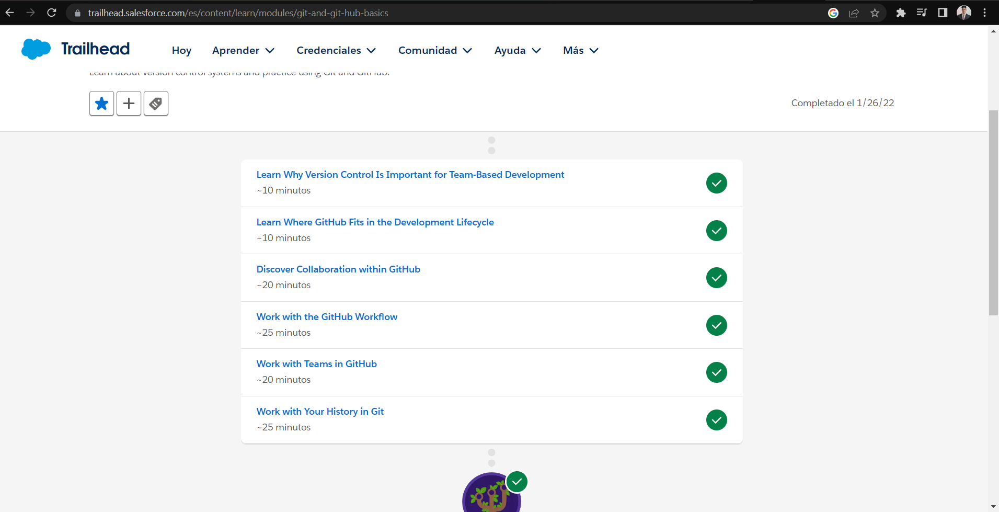 trailhead.salesforce.com/es/content/learn/modules/git-and-git-hub-basics
Trailhead
Hoy
Aprender
Credenciales
Comunidad
Ayuda
Más
Learn about version control systems and practice using Git and GitHub.
Completado el 1/26/22
Learn Why Version Control Is Important for Team-Based Development
~10 minutos
Learn Where GitHub Fits in the Development Lifecycle
~10 minutos
Discover Collaboration within GitHub
~20 minutos
Work with the GitHub Workflow
~25 minutos
Work with Teams in GitHub
~20 minutos
Work with Your History in Git
~25 minutos